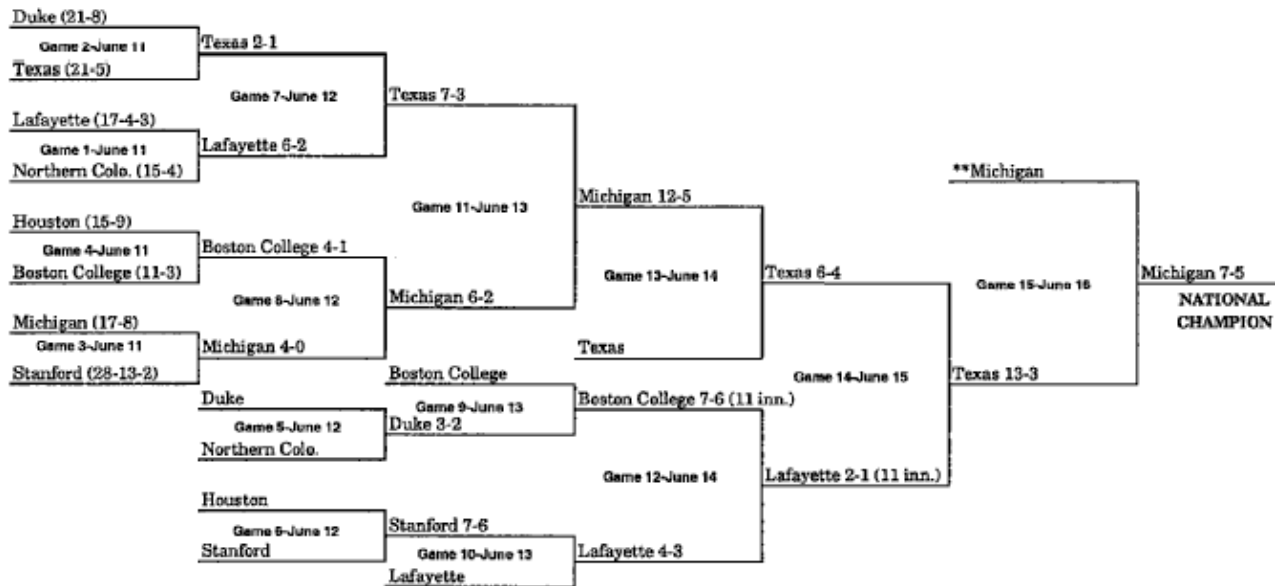 Duke (21-8)
Game 2-June 11
Texas (21-5)
Texas 2-1
Game 7-June 12
Lafayette (17-4-3)
Game 1-June 11
Northern Colo. (15-4)
Lafayette 6-2
Texas 7-3
Game 11-June 13
Houston (15-9)
Game 4-June 11
Boston College (11-3)
Boston College 4-1
Game 8-June 12
Michigan (17-8)
Game 3-June 11
Stanford (28-13-2)
Michigan 4-0
Michigan 6-2
Michigan 12-5
Game 13-June 14
Texas
Texas 6-4
Duke
Game 5-June 12
Northern Colo.
Boston College
Game 9-June 13
Duke 3-2
Boston College 7-6 (11 inn.)
Game 12-June 14
Houston
Game 6-June 12
Stanford
Stanford 7-6
Game 10-June 13
Lafayette
Lafayette 4-3
Lafayette 2-1 (11 inn.)
Game 14-June 15
**Michigan
Game 15-June 16
Texas 13-3
Michigan 7-5
NATIONAL
CHAMPION